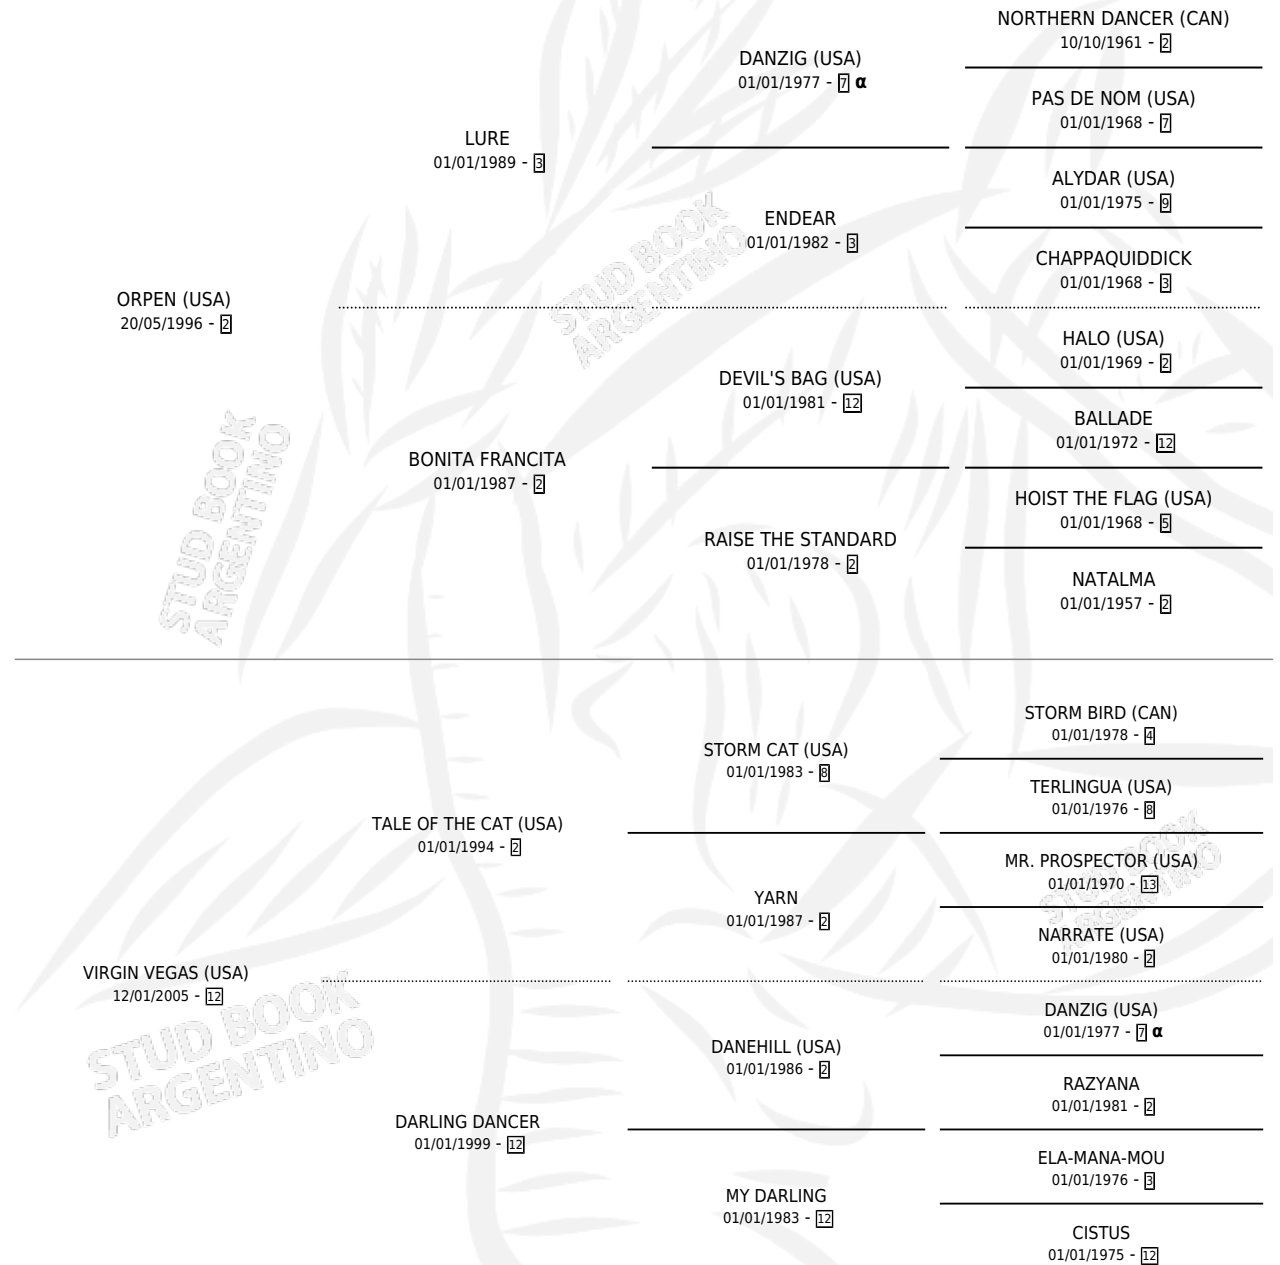 NORTHERN DANCER (CAN)
10/10/1961 - 2
DANZIG (USA)
01/01/1977 - 7 α
PAS DE NOM (USA)
01/01/1968 - 7
LURE
01/01/1989 - 3
ALYDAR (USA)
01/01/1975 - 9
ENDEAR
01/01/1982 - 3
CHAPPAQUIDDICK
01/01/1968 - 3
ORPEN (USA)
20/05/1996 - 2
HALO (USA)
01/01/1969 - 2
DEVIL'S BAG (USA)
01/01/1981 - 12
BALLADE
01/01/1972 - 12
BONITA FRANCITA
01/01/1987 - 2
HOIST THE FLAG (USA)
01/01/1968 - 5
RAISE THE STANDARD
01/01/1978 - 2
NATALMA
01/01/1957 - 2
STORM BIRD (CAN)
01/01/1978 - 4
STORM CAT (USA)
01/01/1983 - 8
TERLINGUA (USA)
01/01/1976 - 8
TALE OF THE CAT (USA)
01/01/1994 - 2
MR. PROSPECTOR (USA)
01/01/1970 - 13
YARN
01/01/1987 - 2
NARRATE (USA)
01/01/1980 - 2
VIRGIN VEGAS (USA)
12/01/2005 - 12
DANZIG (USA)
01/01/1977 - 7 α
DANEHILL (USA)
01/01/1986 - 2
RAZYANA
01/01/1981 - 2
DARLING DANCER
01/01/1999 - 12
ELA-MANA-MOU
01/01/1976 - 3
MY DARLING
01/01/1983 - 12
CISTUS
01/01/1975 - 12
STUD BOOK
ARGENTINO
STUD BOOK
ARGENTINO
STUD BOOK
ARGENTINO
STUD BOOK
ARGENTINO